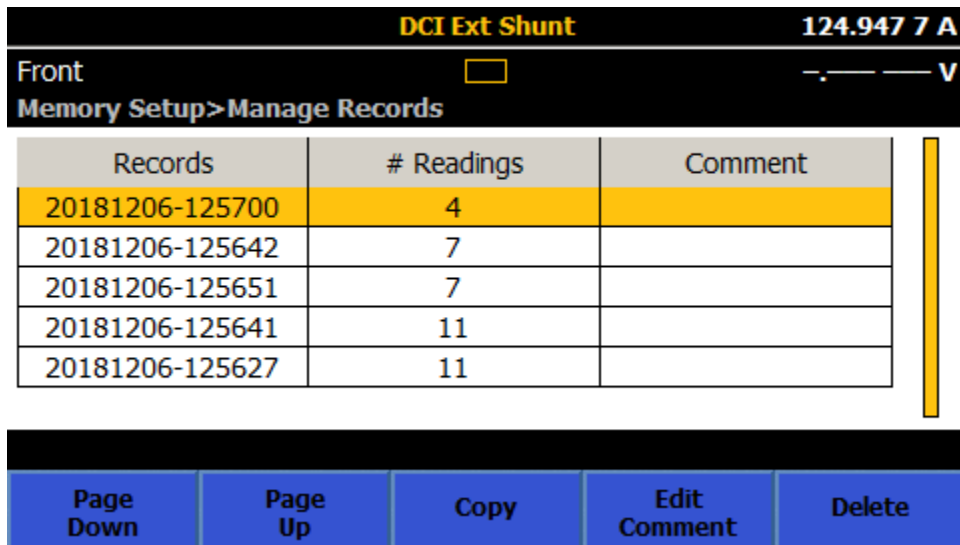 DCI Ext Shunt 124.947 7 A
Front -.--- --- V
Memory Setup>Manage Records
Records # Readings Comment
20181206-125700 4
20181206-125642 7
20181206-125651 7
20181206-125641 11
20181206-125627 11
Page Down Page Up Copy Edit Comment Delete